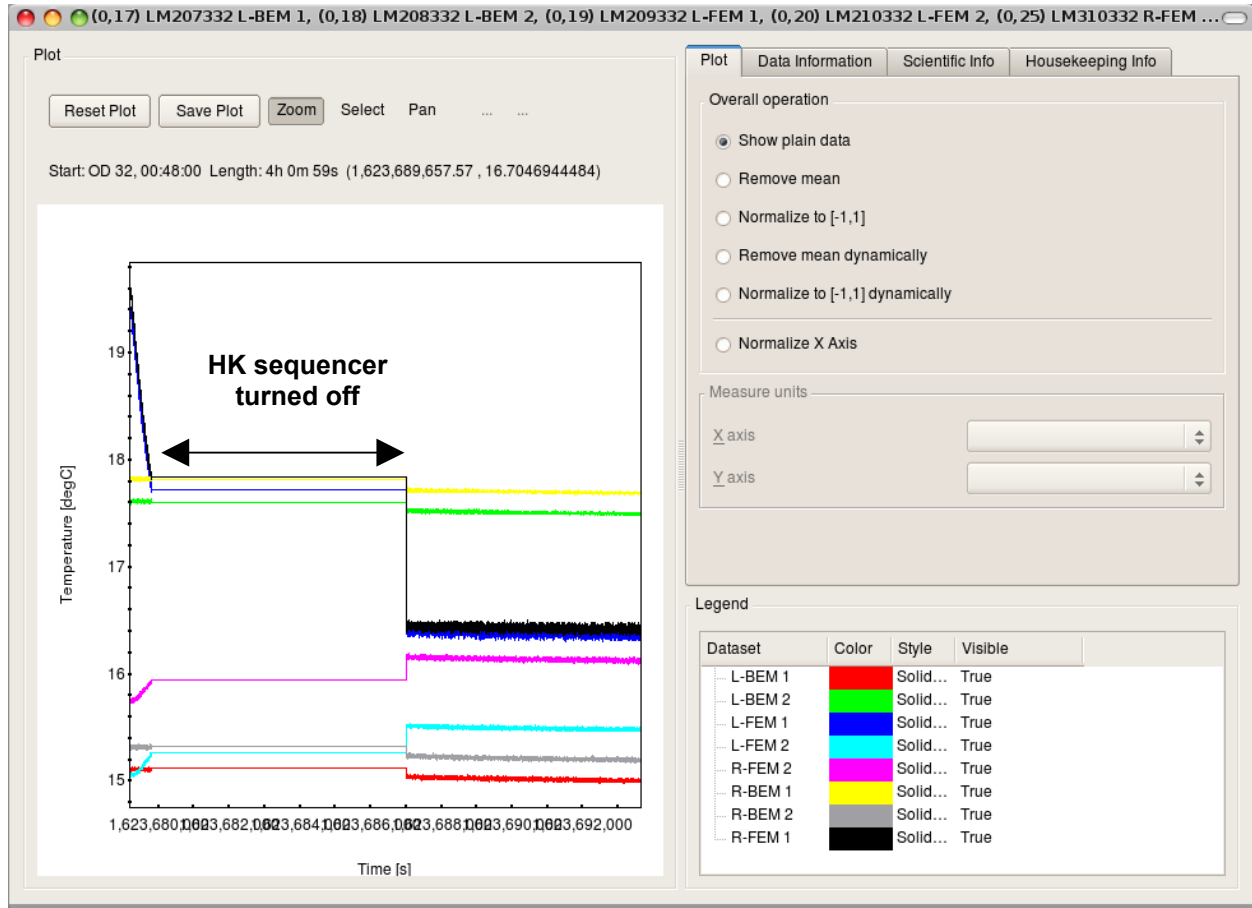 (0,17) LM207332 L-BEM 1, (0,18) LM208332 L-BEM 2, (0,19) LM209332 L-FEM 1, (0,20) LM210332 L-FEM 2, (0,25) LM310332 R-FEM ...
Plot
Reset Plot Save Plot Zoom Select Pan ... ...
Start: OD 32, 00:48:00 Length: 4h 0m 59s (1,623,689,657.57 , 16.7046944484)
HK sequencer
turned off
Temperature [degC]
19
18
17
16
15
Time [s]
Plot Data Information Scientific Info Housekeeping Info
Overall operation
Show plain data
Remove mean
Normalize to [-1,1]
Remove mean dynamically
Normalize to [-1,1] dynamically
Normalize X Axis
Measure units
X axis
Y axis
Legend
Dataset Color Style Visible
L-BEM 1 Solid... True
L-BEM 2 Solid... True
L-FEM 1 Solid... True
L-FEM 2 Solid... True
R-FEM 2 Solid... True
R-BEM 1 Solid... True
R-BEM 2 Solid... True
R-FEM 1 Solid... True